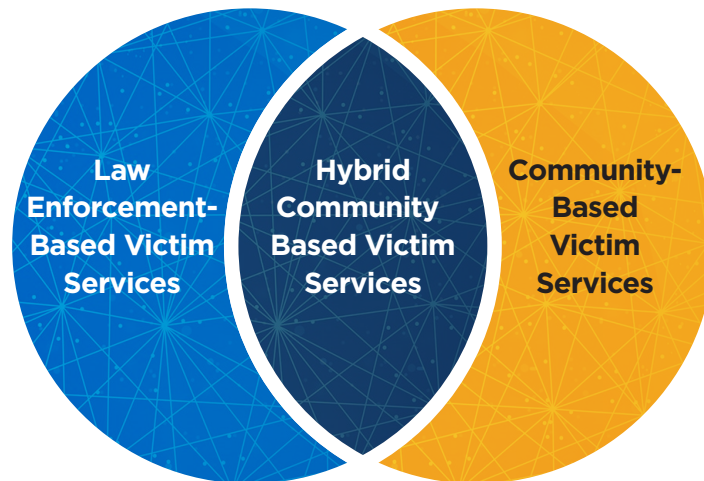 Law
Enforcement-
Based Victim
Services
Hybrid
Community
Based Victim
Services
Community-
Based
Victim
Services